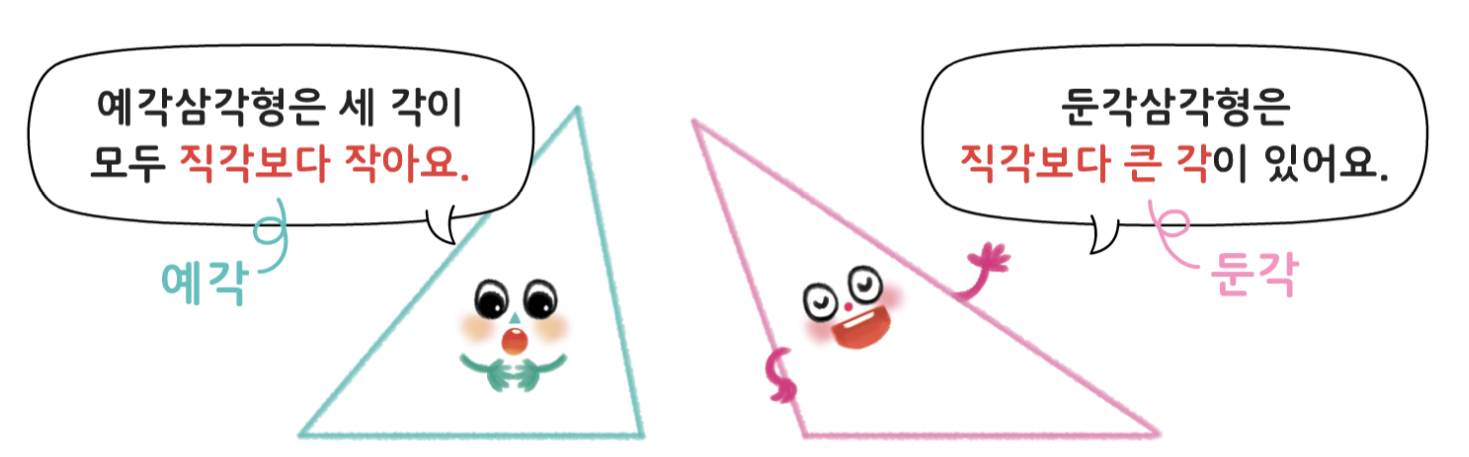 예각삼각형은 세 각이
모두 직각보다 작아요.
예각
둔각삼각형은
직각보다 큰 각이 있어요.
둔각